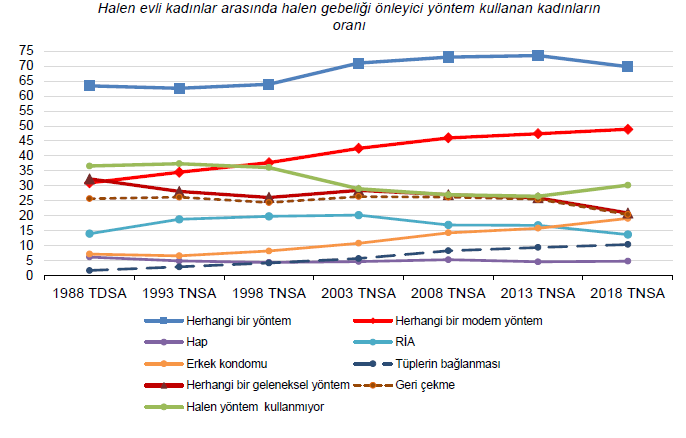 Halen evli kadınlar arasında halen gebeliği önleyici yöntem kullanan kadınların
oranı
75
70
65
60
55
50
45
40
35
30
25
20
15
10
5
0
1988 TDSA 1993 TNSA 1998 TNSA 2003 TNSA 2008 TNSA 2013 TNSA 2018 TNSA
Herhangi bir yöntem Herhangi bir modern yöntem
Hap RİA
Erkek kondomu Tüplerin bağlanması
Herhangi bir geleneksel yöntem Geri çekme
Halen yöntem kullanmıyor